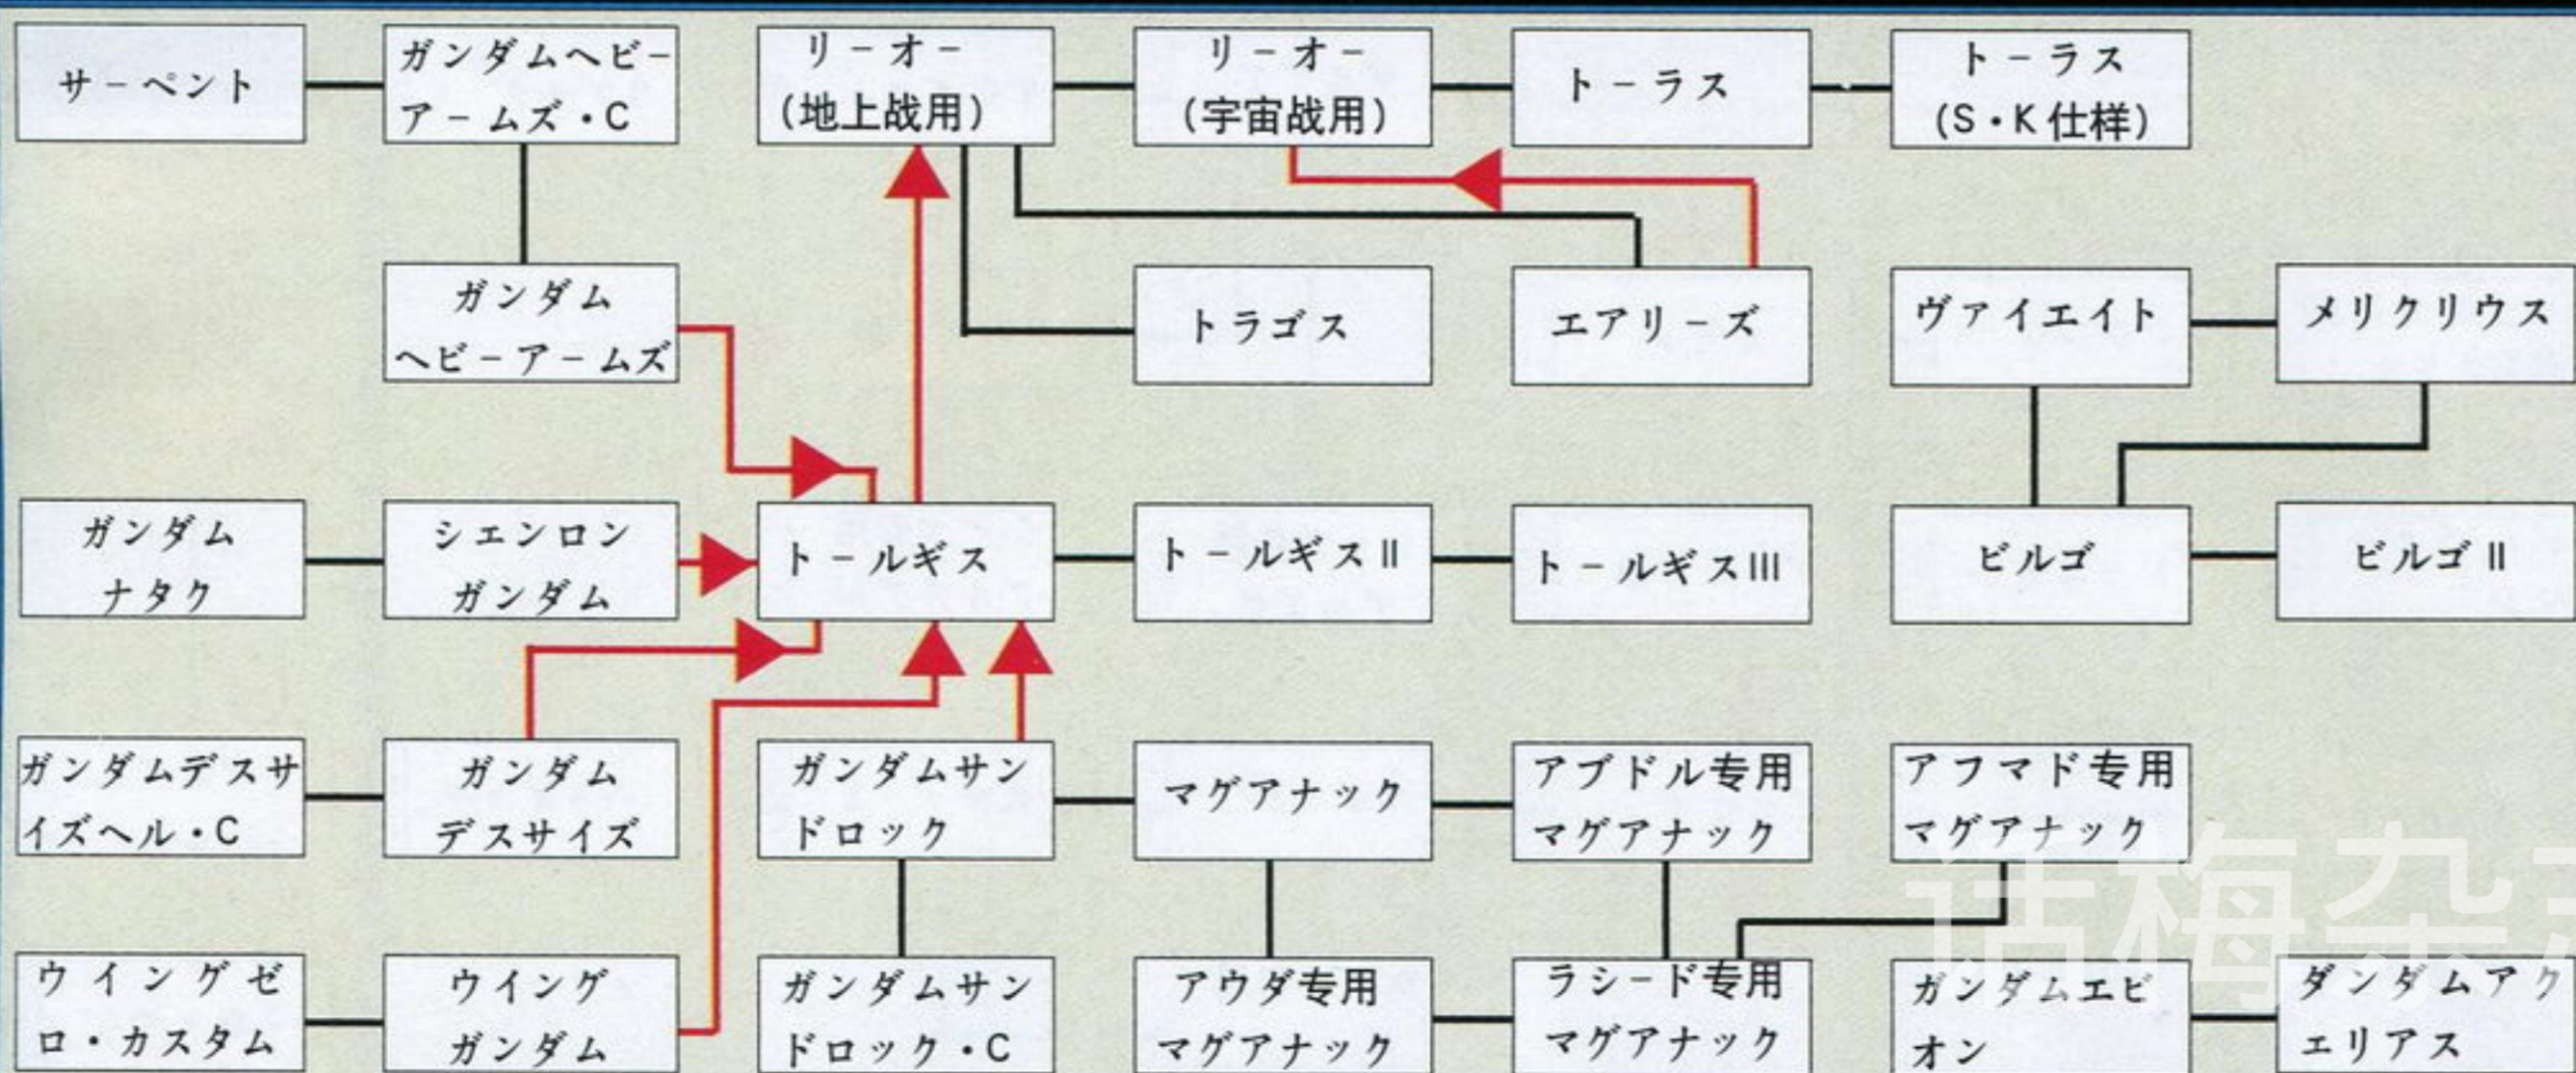 サーペント
ガンダムヘビー
アームズ・C
リーオー
(地上战用)
リーオー
(宇宙战用)
トーラス
トーラス
(S・K仕样)
ガンダム
ヘビーアームズ
トラゴス
エアリーズ
ヴァイエイト
メリクリウス
ガンダム
ナタク
シエンロン
ガンダム
トールギス
トールギスⅡ
トールギスIII
ビルゴ
ビルゴⅡ
ガンダムデスサ
イズヘル・C
ガンダム
デスサイズ
ガンダムサン
ドロック
マグアナック
アブドル专用
マグアナック
アフマド专用
マグアナック
ウイングゼ
ロ・カスタム
ウイング
ガンダム
ガンダムサン
ドロック・C
アウダ专用
マグアナック
ラシード专用
マグアナック
ガンダムエピ
オン
ダンダムアク
エリアス
话梅杂